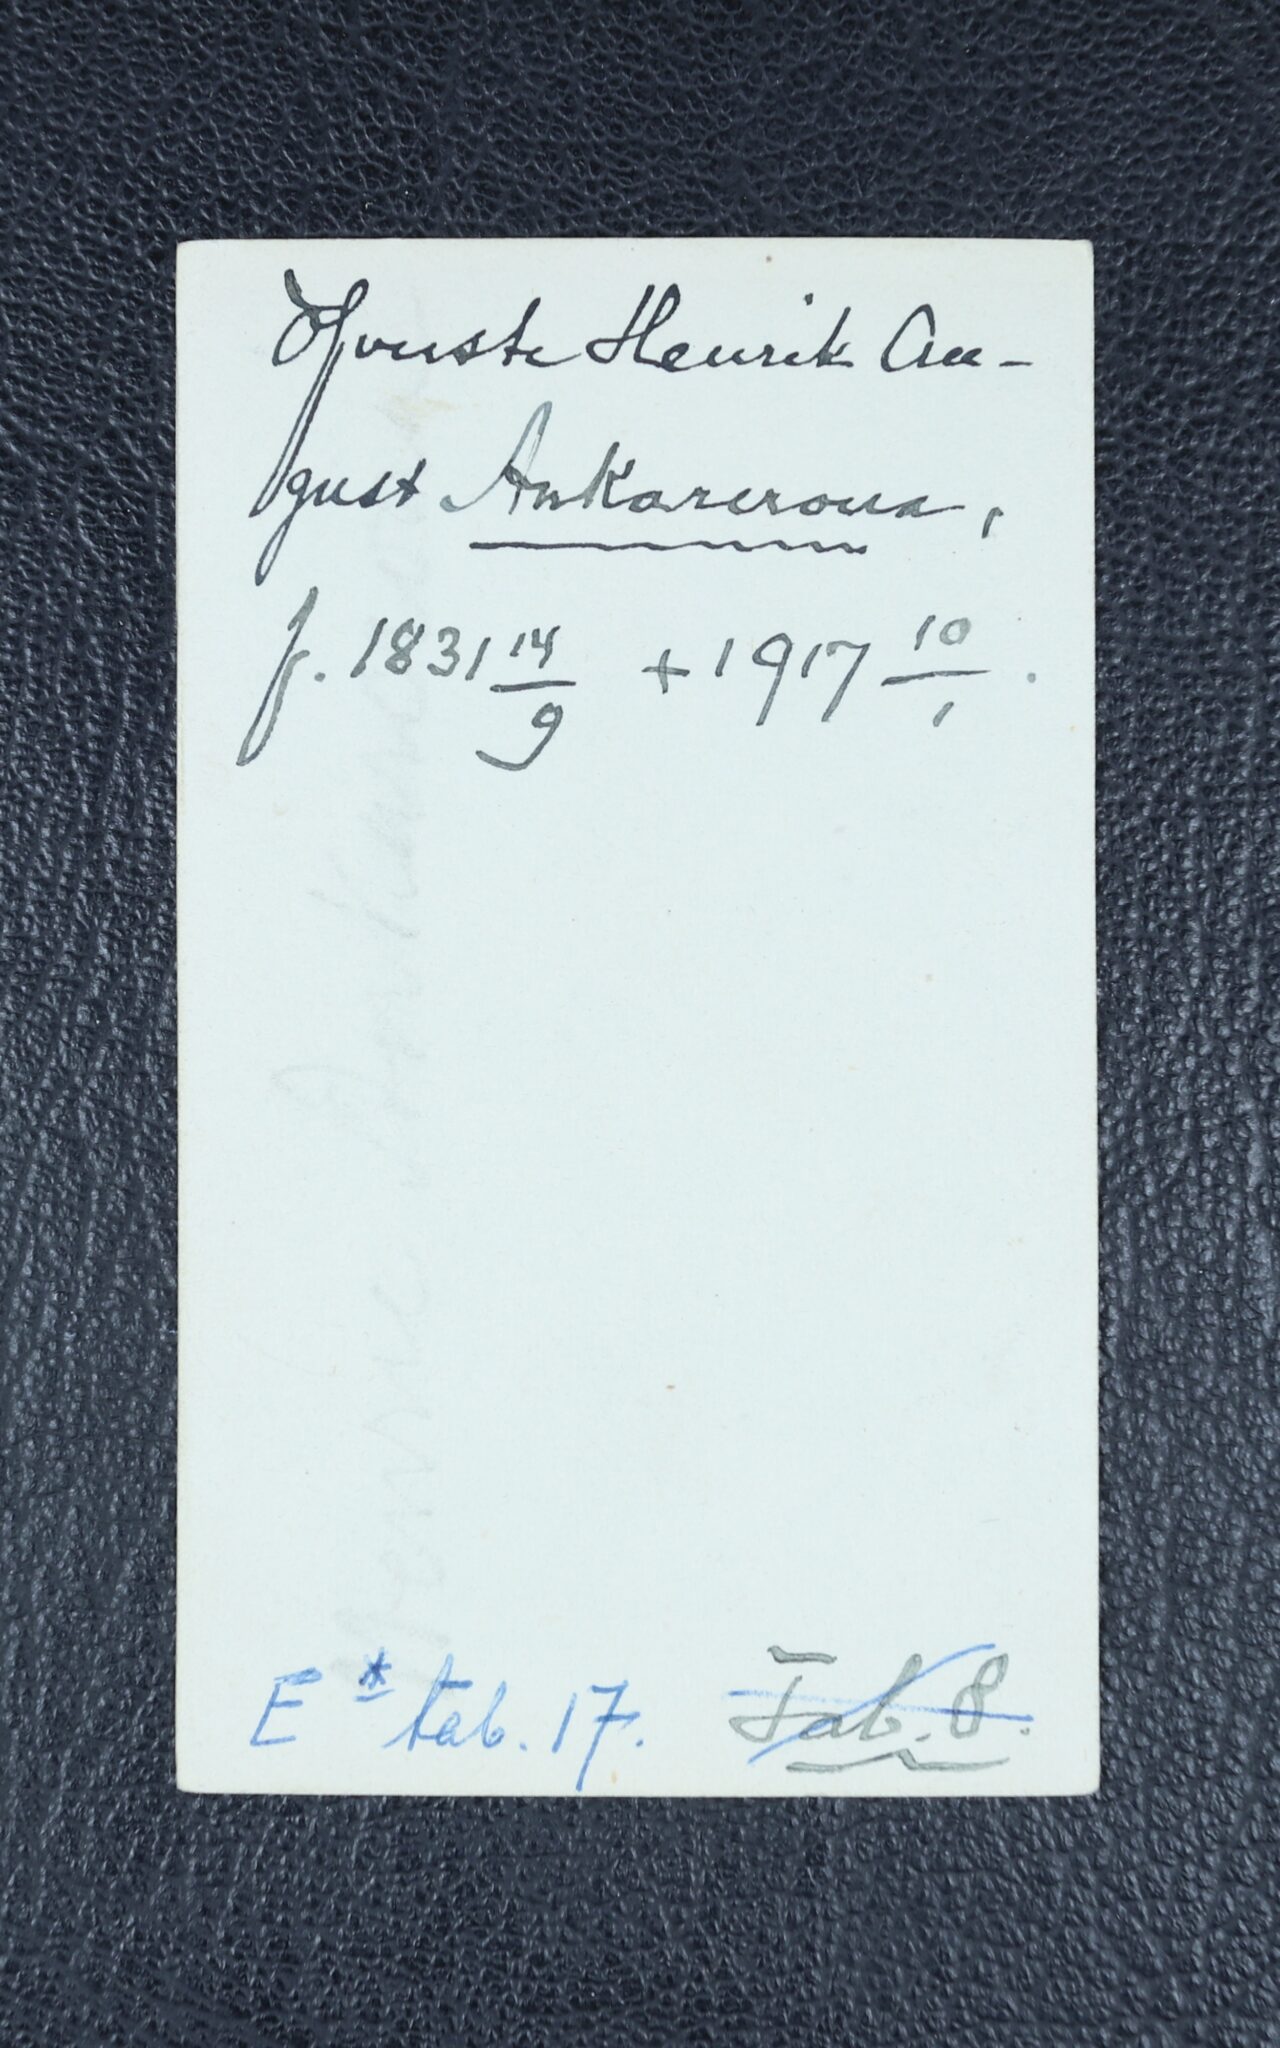 Öfverste Henrik Au-
gust Ankarcrona,
f. 1831 14/9 + 1917 10/1.
E * tab. 17. Tab. 8.